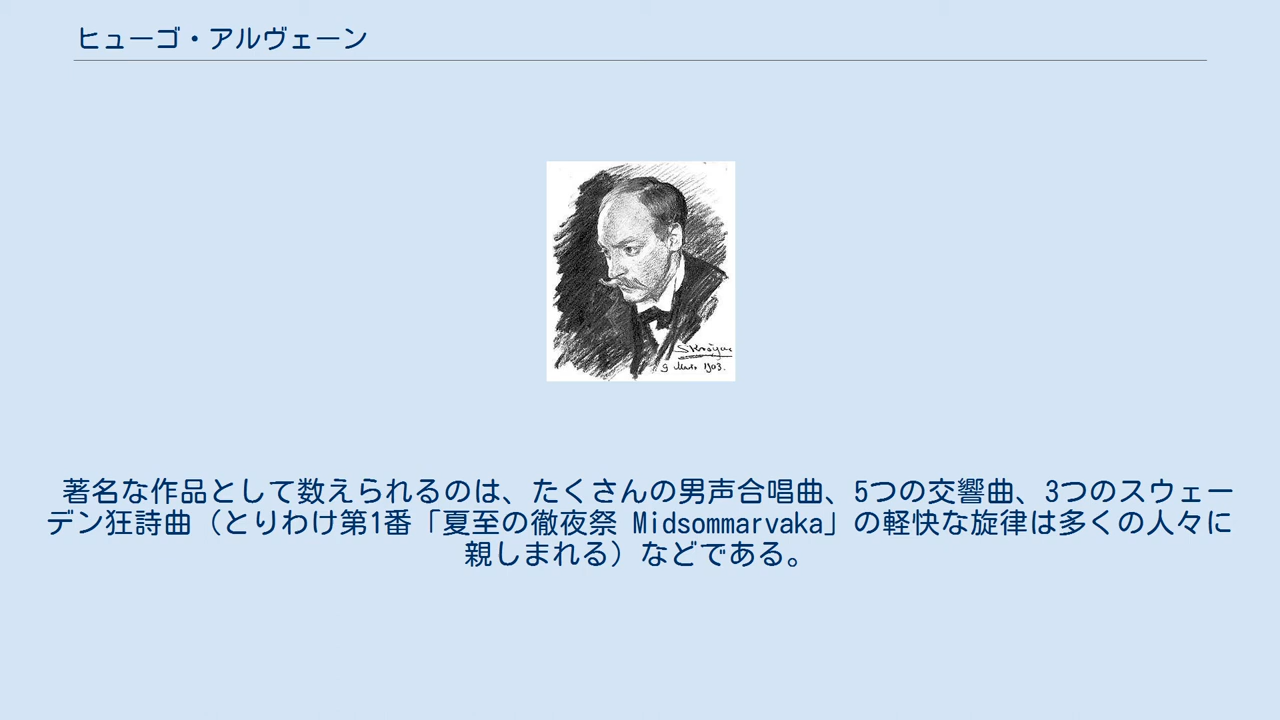 ヒューゴ・アルヴェーン
SKrøyer
9 Marts 1903.
著名な作品として数えられるのは、たくさんの男声合唱曲、5つの交響曲、3つのスウェー
デン狂詩曲（とりわけ第1番「夏至の徹夜祭 Midsommarvaka」の軽快な旋律は多くの人々に
親しまれる）などである。